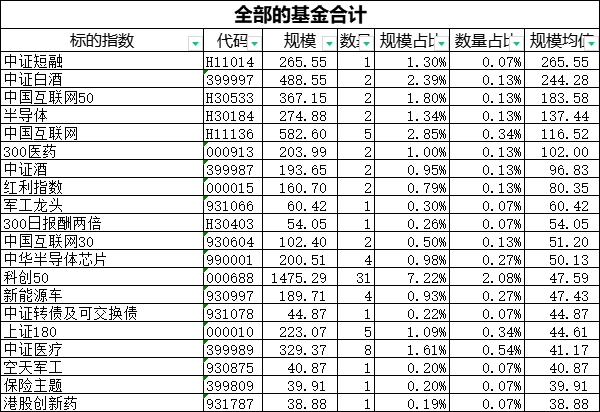 全部的基金合计
标的指数 代码 规模 数量 规模占比 数量占比 规模均值
中证短融 H11014 265.55 1 1.30% 0.07% 265.55
中证白酒 399997 488.55 2 2.39% 0.13% 244.28
中国互联网50 H30533 367.15 2 1.80% 0.13% 183.58
半导体 H30184 274.88 2 1.34% 0.13% 137.44
中国互联网 H11136 582.60 5 2.85% 0.34% 116.52
300医药 000913 203.99 2 1.00% 0.13% 102.00
中证酒 399987 193.65 2 0.95% 0.13% 96.83
红利指数 000015 160.70 2 0.79% 0.13% 80.35
军工龙头 931066 60.42 1 0.30% 0.07% 60.42
300日报酬两倍 H30403 54.05 1 0.26% 0.07% 54.05
中国互联网30 930604 102.40 2 0.50% 0.13% 51.20
中华半导体芯片 990001 200.51 4 0.98% 0.27% 50.13
科创50 000688 1475.29 31 7.22% 2.08% 47.59
新能源车 930997 189.71 4 0.93% 0.27% 47.43
中证转债及可交换债 931078 44.87 1 0.22% 0.07% 44.87
上证180 000010 223.07 5 1.09% 0.34% 44.61
中证医疗 399989 329.37 8 1.61% 0.54% 41.17
空天军工 930875 40.87 1 0.20% 0.07% 40.87
保险主题 399809 39.91 1 0.20% 0.07% 39.91
港股创新药 931787 38.88 1 0.19% 0.07% 38.88